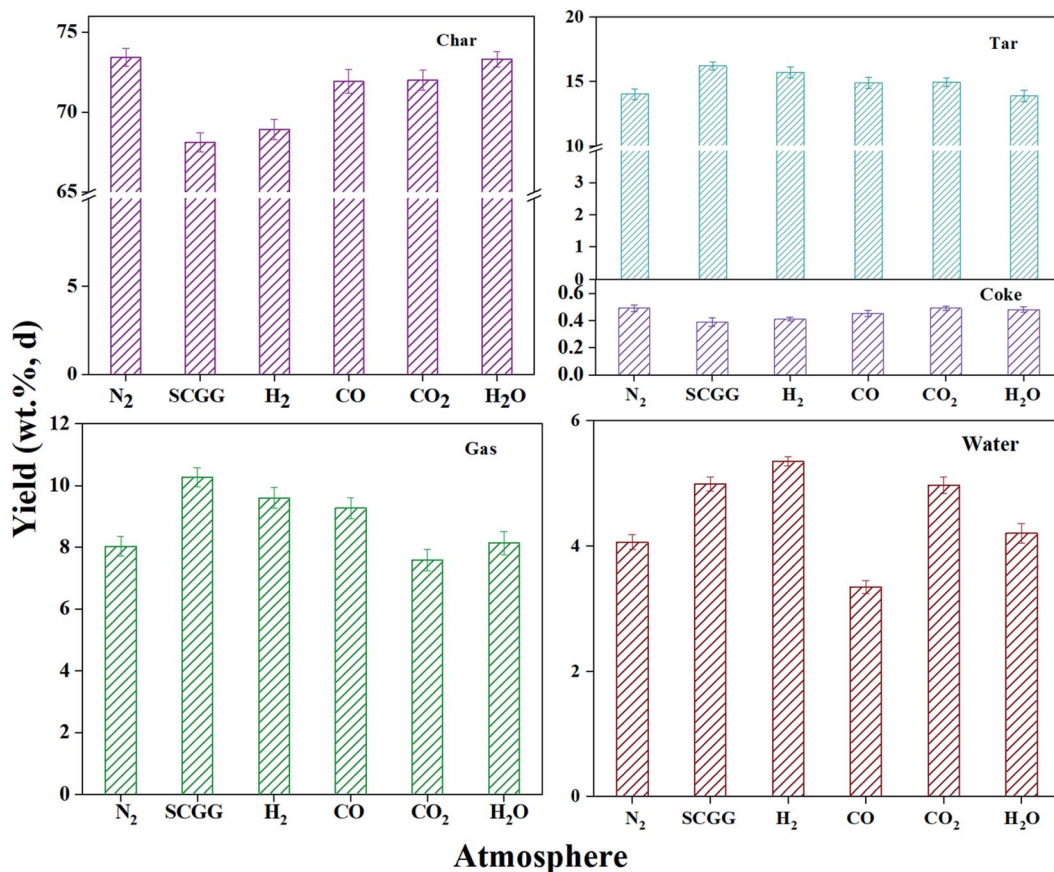 75
70
65
5
0
Char
N₂ SCGG H₂ CO CO₂ H₂O
20
15
10
4
3
2
1
0
Tar
0.6
0.4
0.2
0.0
Coke
N₂ SCGG H₂ CO CO₂ H₂O
Yield (wt.%, d)
12
10
8
6
4
2
0
Gas
N₂ SCGG H₂ CO CO₂ H₂O
6
4
2
0
Water
N₂ SCGG H₂ CO CO₂ H₂O
Atmosphere